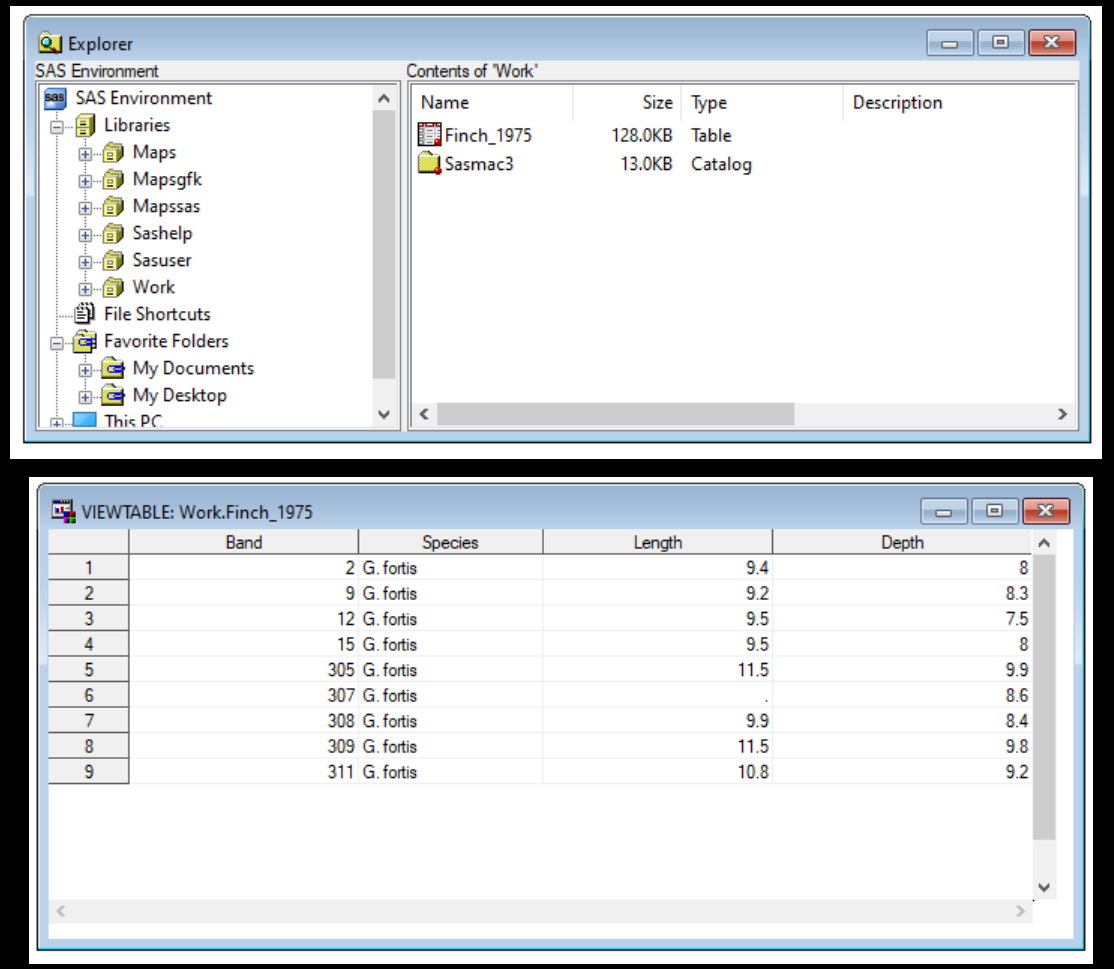 Explorer
SAS Environment Contents of 'Work'
sas SAS Environment
Libraries
Maps
Mapsgfk
Mapssas
Sashelp
Sasuser
Work
File Shortcuts
Favorite Folders
My Documents
My Desktop
This PC
Name Size Type Description
Finch_1975 128.0KB Table
Sasmac3 13.0KB Catalog
VIEWTABLE: Work.Finch_1975
Band Species Length Depth
1 2 G. fortis 9.4 8
2 9 G. fortis 9.2 8.3
3 12 G. fortis 9.5 7.5
4 15 G. fortis 9.5 8
5 305 G. fortis 11.5 9.9
6 307 G. fortis . 8.6
7 308 G. fortis 9.9 8.4
8 309 G. fortis 11.5 9.8
9 311 G. fortis 10.8 9.2